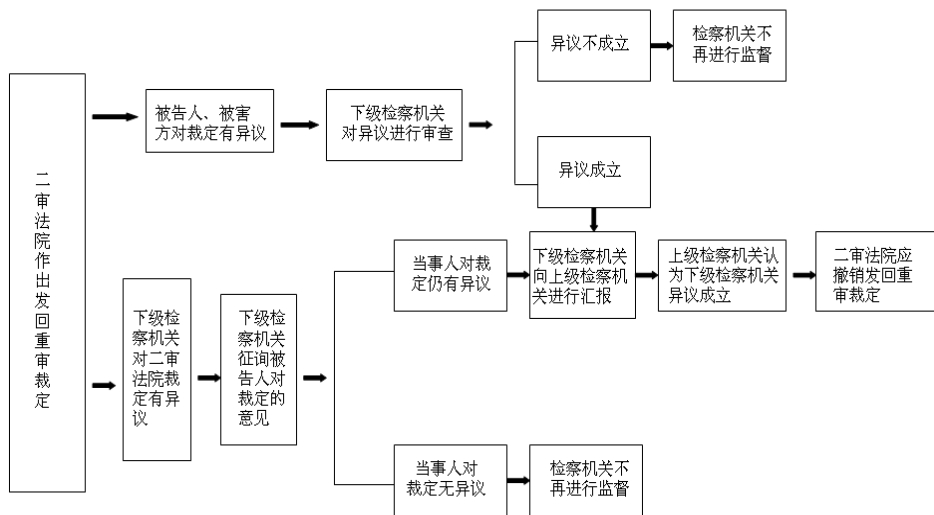 二审法院作出发回重审裁定
被告人、被害
方对裁定有异议
下级检察机关
对异议进行审查
异议不成立
检察机关不
再进行监督
异议成立
下级检
察机关
对二审
法院裁
定有异
议
下级检
察机关
征询被
告人对
裁定的
意见
当事人对裁
定仍有异议
下级检察机关
向上级检察机
关进行汇报
上级检察机关认
为下级检察机关
异议成立
二审法院应
撤销发回重
审裁定
当事人对
裁定无异议
检察机关不
再进行监督